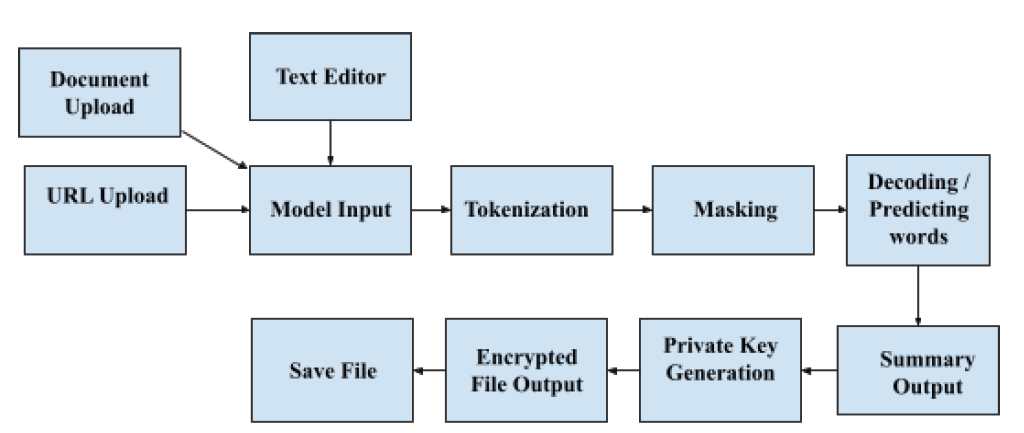 Document
Upload
Text Editor
URL Upload
Model Input
Tokenization
Masking
Decoding /
Predicting
words
Save File
Encrypted
File Output
Private Key
Generation
Summary
Output